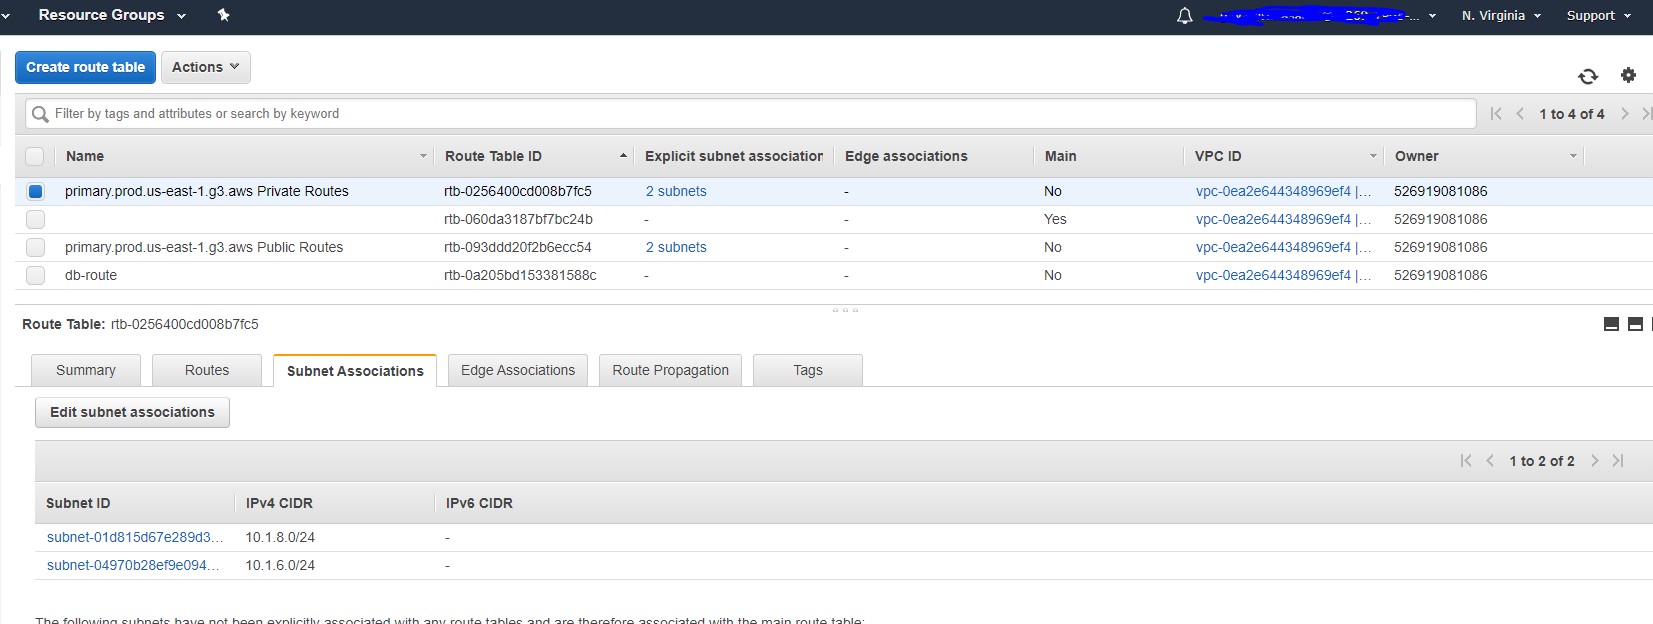 Resource Groups N. Virginia Support
Create route table Actions
Filter by tags and attributes or search by keyword 1 to 4 of 4
Name Route Table ID Explicit subnet association Edge associations Main VPC ID Owner
primary.prod.us-east-1.g3.aws Private Routes rtb-0256400cd008b7fc5 2 subnets - No vpc-0ea2e644348969ef4 |... 526919081086
rtb-060da3187bf7bc24b - - Yes vpc-0ea2e644348969ef4 |... 526919081086
primary.prod.us-east-1.g3.aws Public Routes rtb-093ddd20f2b6ecc54 2 subnets - No vpc-0ea2e644348969ef4 |... 526919081086
db-route rtb-0a205bd153381588c - - No vpc-0ea2e644348969ef4 |... 526919081086
Route Table: rtb-0256400cd008b7fc5
Summary Routes Subnet Associations Edge Associations Route Propagation Tags
Edit subnet associations
1 to 2 of 2
Subnet ID IPv4 CIDR IPv6 CIDR
subnet-01d815d67e289d3... 10.1.8.0/24 -
subnet-04970b28ef9e094... 10.1.6.0/24 -
The following subnets have not been explicitly associated with any route tables and are therefore associated with the main route table: